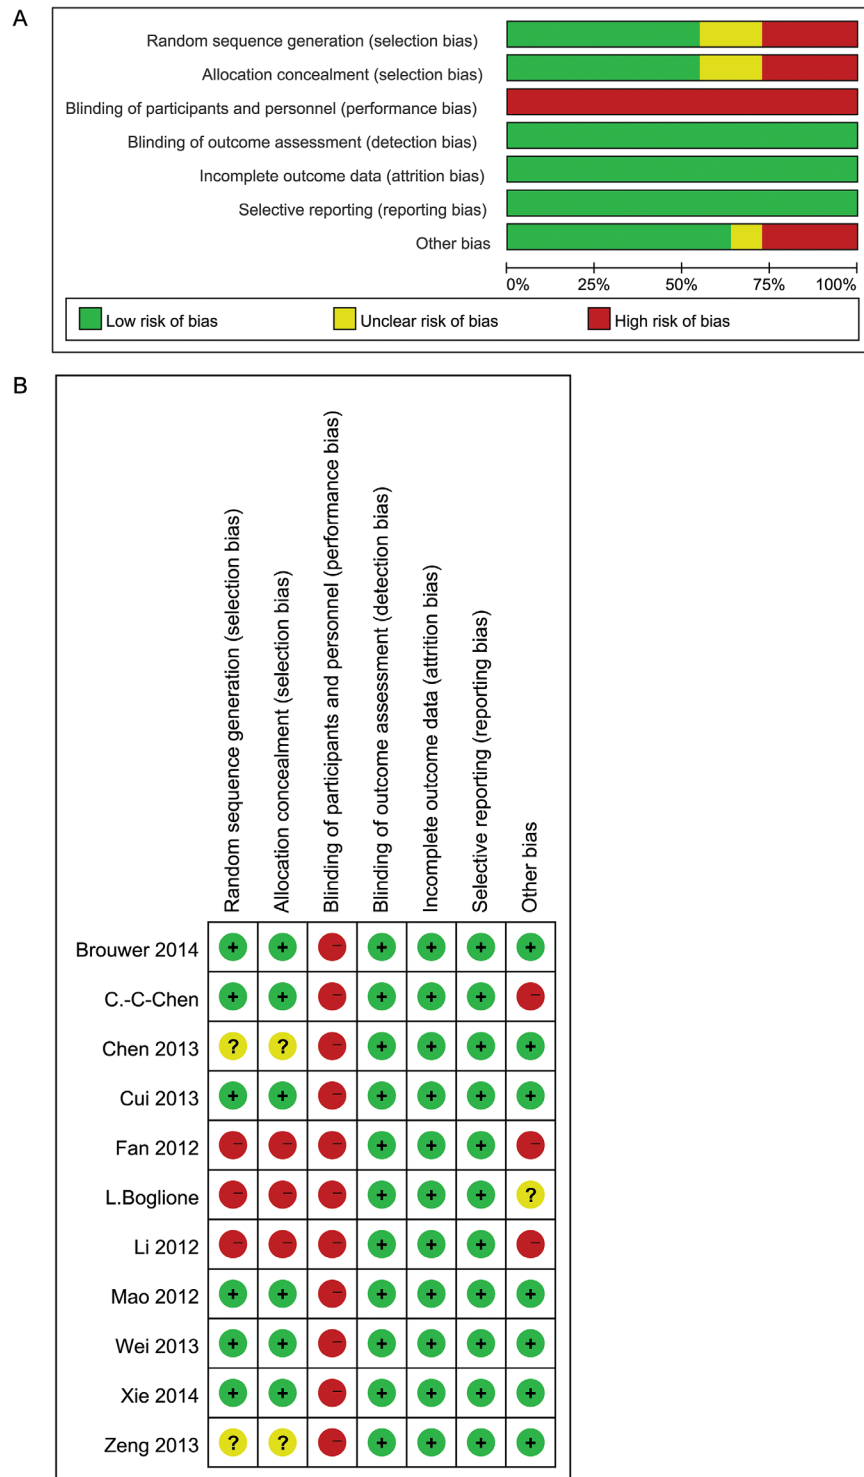 A
Random sequence generation (selection bias)
Allocation concealment (selection bias)
Blinding of participants and personnel (performance bias)
Blinding of outcome assessment (detection bias)
Incomplete outcome data (attrition bias)
Selective reporting (reporting bias)
Other bias
0% 25% 50% 75% 100%
Low risk of bias Unclear risk of bias High risk of bias
B
Random sequence generation (selection bias)
Allocation concealment (selection bias)
Blinding of participants and personnel (performance bias)
Blinding of outcome assessment (detection bias)
Incomplete outcome data (attrition bias)
Selective reporting (reporting bias)
Other bias
Brouwer 2014 + + − + + + +
C.-C-Chen + + − + + + −
Chen 2013 ? ? − + + + +
Cui 2013 + + − + + + +
Fan 2012 − − − + + + −
L.Boglione − − − + + + ?
Li 2012 − − − + + + −
Mao 2012 + + − + + + +
Wei 2013 + + − + + + +
Xie 2014 + + − + + + +
Zeng 2013 ? ? − + + + +